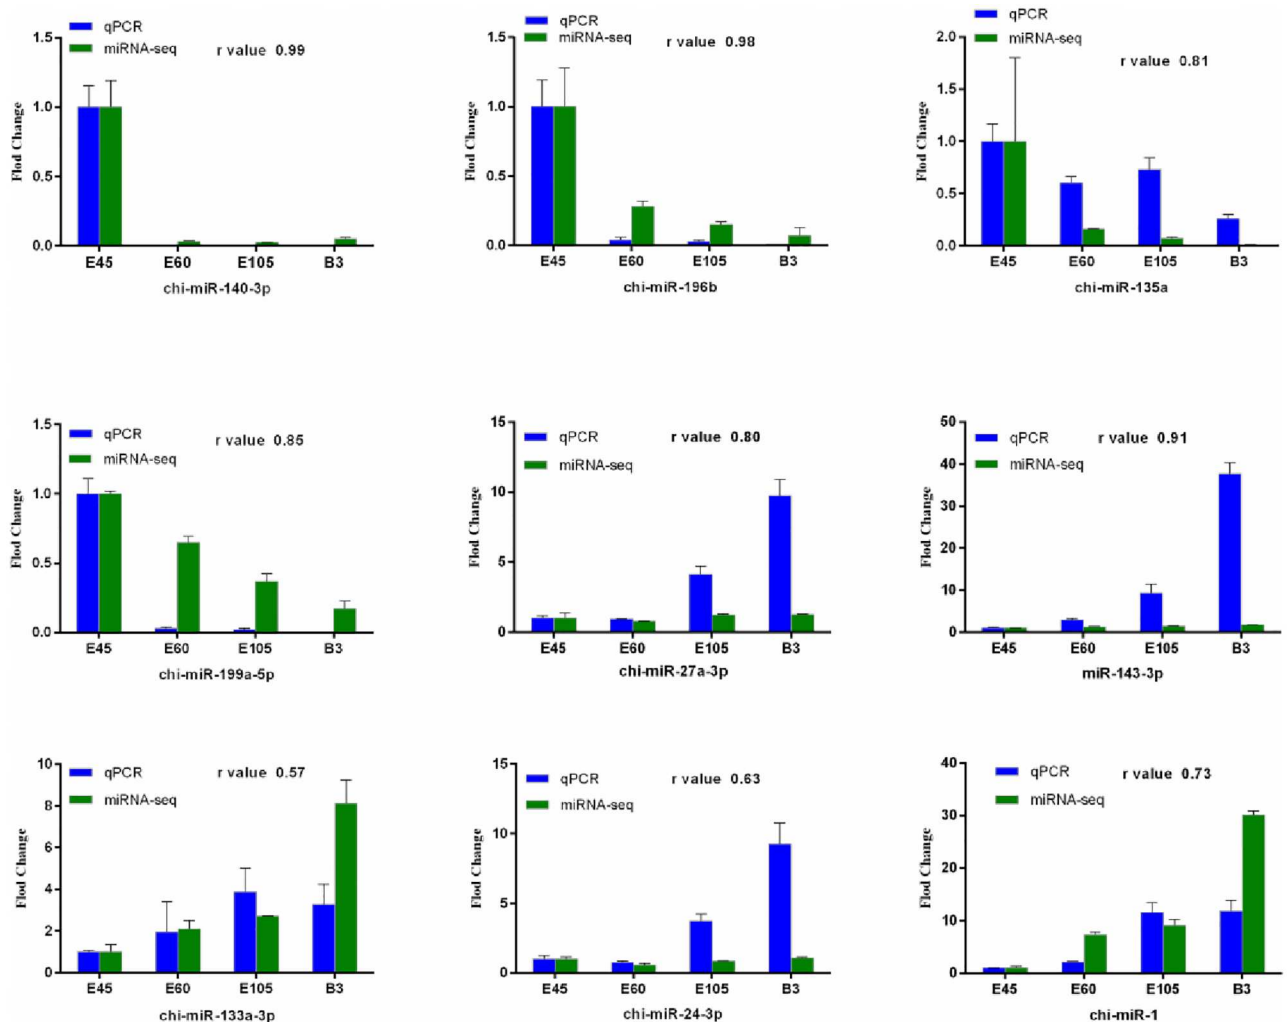 qPCR
miRNA-seq
r value 0.99
Flod Change
1.5
1.0
0.5
0.0
E45 E60 E105 B3
chi-miR-140-3p
qPCR
miRNA-seq
r value 0.98
Flod Change
1.5
1.0
0.5
0.0
E45 E60 E105 B3
chi-miR-196b
qPCR
miRNA-seq
r value 0.81
Flod Change
2.0
1.5
1.0
0.5
0.0
E45 E60 E105 B3
chi-miR-135a
qPCR
miRNA-seq
r value 0.85
Flod Change
1.5
1.0
0.5
0.0
E45 E60 E105 B3
chi-miR-199a-5p
qPCR
miRNA-seq
r value 0.80
Flod Change
15
10
5
0
E45 E60 E105 B3
chi-miR-27a-3p
qPCR
miRNA-seq
r value 0.91
Flod Change
50
40
30
20
10
0
E45 E60 E105 B3
miR-143-3p
qPCR
miRNA-seq
r value 0.57
Flod Change
10
8
6
4
2
0
E45 E60 E105 B3
chi-miR-133a-3p
qPCR
miRNA-seq
r value 0.63
Flod Change
15
10
5
0
E45 E60 E105 B3
chi-miR-24-3p
qPCR
miRNA-seq
r value 0.73
Flod Change
40
30
20
10
0
E45 E60 E105 B3
chi-miR-1